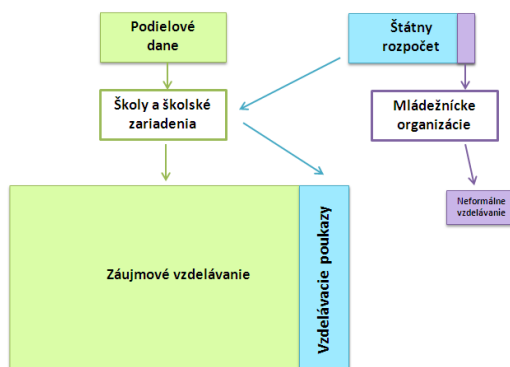 Podielové
dane
Štátny
rozpočet
Školy a školské
zariadenia
Mládežnícke
organizácie
Neformálne
vzdelávanie
Záujmové vzdelávanie
Vzdelávacie poukazy